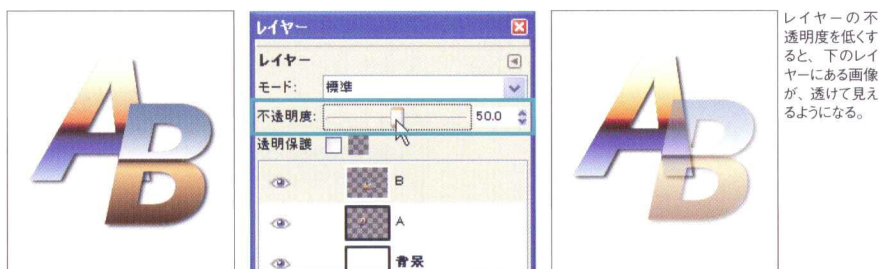 AB
レイヤー
レイヤー
モード: 標準
不透明度: 50.0
透明保護
B
A
背景
AB
レイヤーの不
透明度を低くす
ると、下のレイ
ヤーにある画像
が、透けて見え
るようになる。